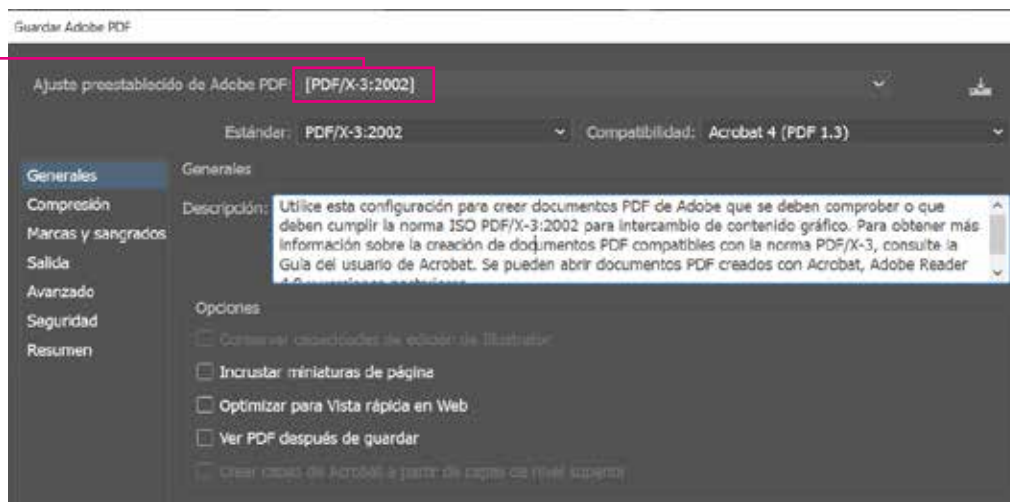 Guardar Adobe PDF
Ajuste preestablecido de Adobe PDF: [PDF/X-3:2002]
Estándar: PDF/X-3:2002 Compatibilidad: Acrobat 4 (PDF 1.3)
Generales
Compresión
Marcas y sangrados
Salida
Avanzado
Seguridad
Resumen
Generales
Descripción: Utilice esta configuración para crear documentos PDF de Adobe que se deben comprobar o que
deben cumplir la norma ISO PDF/X-3:2002 para intercambio de contenido gráfico. Para obtener más
información sobre la creación de documentos PDF compatibles con la norma PDF/X-3, consulte la
Guía del usuario de Acrobat. Se pueden abrir documentos PDF creados con Acrobat, Adobe Reader
Opciones
Conservar capacidades de edición de Illustrator
Incrustar miniaturas de página
Optimizar para Vista rápida en Web
Ver PDF después de guardar
Crear capas de Acrobat a partir de capas de nivel superior